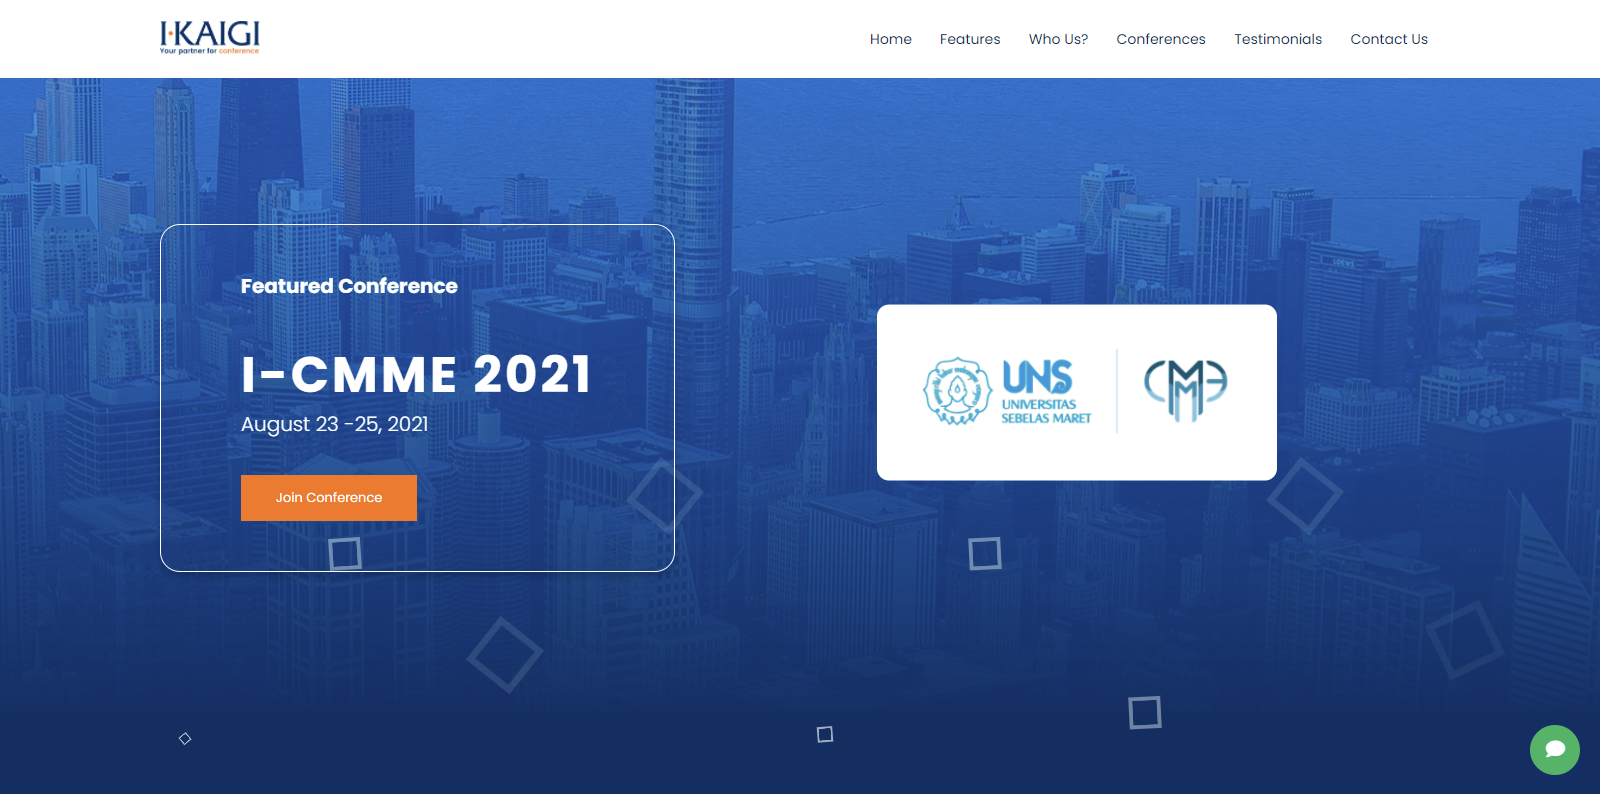 I·KAIGI
Your partner for conference
Home
Features
Who Us?
Conferences
Testimonials
Contact Us
Featured Conference
I-CMME 2021
August 23 -25, 2021
Join Conference
UNS
UNIVERSITAS
SEBELAS MARET
CMME